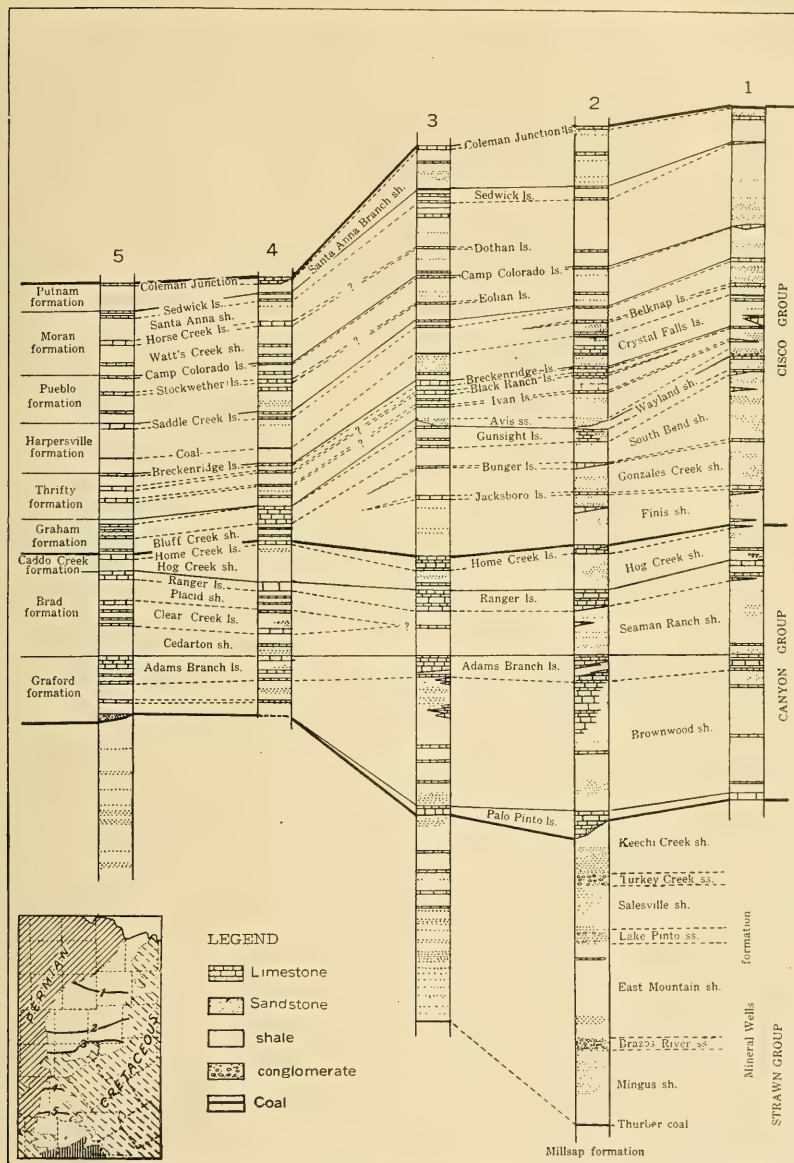 1
2
3
4
5
Putnam formation
Moran formation
Pueblo formation
Harpersville formation
Thrifty formation
Graham formation
Caddo Creek formation
Brad formation
Graford formation
Coleman Junction
Sedwick ls.
Santa Anna sh.
Horse Creek ls.
Watt's Creek sh.
Camp Colorado ls.
Stockwether ls.
Saddle Creek ls.
Coal
Breckenridge ls.
Bluff Creek sh.
Home Creek ls.
Hog Creek sh.
Ranger ls.
Placid sh.
Clear Creek ls.
Cedarton sh.
Adams Branch ls.
Santa Anna Branch sh.
?
?
?
?
?
Coleman Junction ls.
Sedwick ls.
Dothan ls.
Camp Colorado ls.
Eolian ls.
Breckenridge ls.
Black Ranch ls.
Ivan ls.
Avis ss.
Gunsight ls.
Bunger ls.
Jacksboro ls.
Home Creek ls.
Ranger ls.
Adams Branch ls.
Palo Pinto ls.
Belknap ls.
Crystal Falls ls.
Wayland sh.
South Bend sh.
Gonzales Creek sh.
Finis sh.
Hog Creek sh.
Seaman Ranch sh.
Brownwood sh.
Keechi Creek sh.
Turkey Creek ss.
Salesville sh.
Lake Pinto ss.
East Mountain sh.
Brazos River ss
Mingus sh.
Thurber coal
Millsap formation
Mineral Wells formation
CISCO GROUP
CANYON GROUP
STRAWN GROUP
PERMIAN
CRETACEOUS
1
2
3
4
5
LEGEND
Limestone
Sandstone
shale
conglomerate
Coal